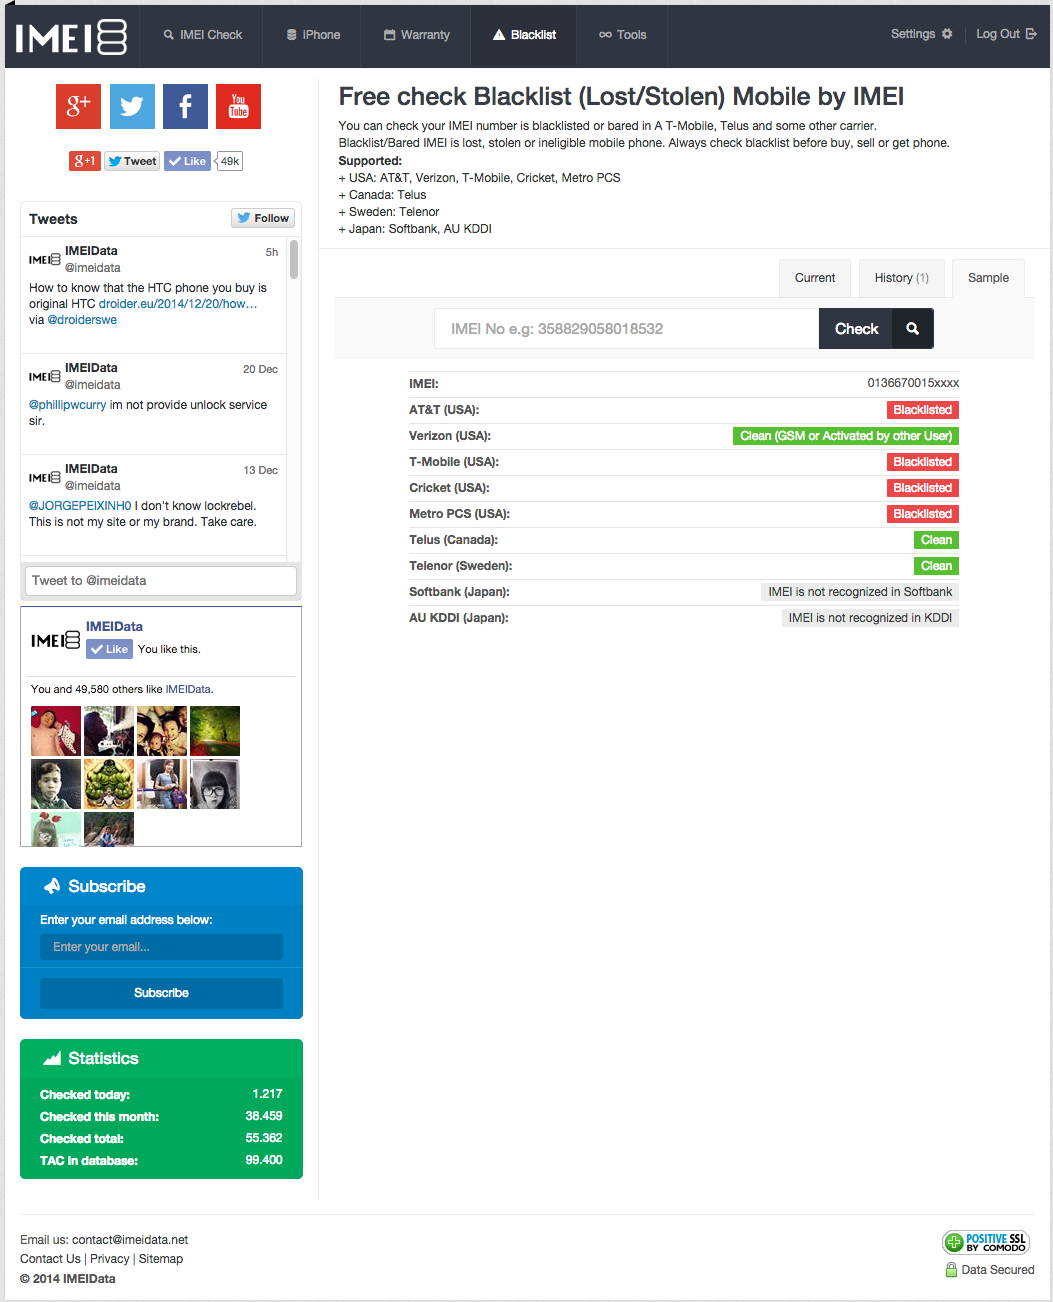 IMEI
IMEI Check
iPhone
Warranty
Blacklist
Tools
Settings
Log Out
g+
f
You
Tube
g+1
Tweet
Like
49k
Tweets
Follow
IMEI
IMEIData
5h
@imeidata
How to know that the HTC phone you buy is
original HTC droider.eu/2014/12/20/how…
via @droiderswe
IMEI
IMEIData
20 Dec
@imeidata
@phillipwcurry im not provide unlock service
sir.
IMEI
IMEIData
13 Dec
@imeidata
@JORGEPEIXINH0 I don't know lockrebel.
This is not my site or my brand. Take care.
Tweet to @imeidata
IMEI
IMEIData
Like
You like this.
You and 49,580 others like IMEIData.
Subscribe
Enter your email address below:
Enter your email...
Subscribe
Statistics
Checked today: 1.217
Checked this month: 38.459
Checked total: 55.362
TAC in database: 99.400
Free check Blacklist (Lost/Stolen) Mobile by IMEI
You can check your IMEI number is blacklisted or bared in A T-Mobile, Telus and some other carrier.
Blacklist/Bared IMEI is lost, stolen or ineligible mobile phone. Always check blacklist before buy, sell or get phone.
Supported:
+ USA: AT&T, Verizon, T-Mobile, Cricket, Metro PCS
+ Canada: Telus
+ Sweden: Telenor
+ Japan: Softbank, AU KDDI
Current
History (1)
Sample
IMEI No e.g: 358829058018532
Check
IMEI: 0136670015xxxx
AT&T (USA): Blacklisted
Verizon (USA): Clean (GSM or Activated by other User)
T-Mobile (USA): Blacklisted
Cricket (USA): Blacklisted
Metro PCS (USA): Blacklisted
Telus (Canada): Clean
Telenor (Sweden): Clean
Softbank (Japan): IMEI is not recognized in Softbank
AU KDDI (Japan): IMEI is not recognized in KDDI
Email us: contact@imeidata.net
Contact Us | Privacy | Sitemap
© 2014 IMEIData
POSITIVE SSL
BY COMODO
Data Secured